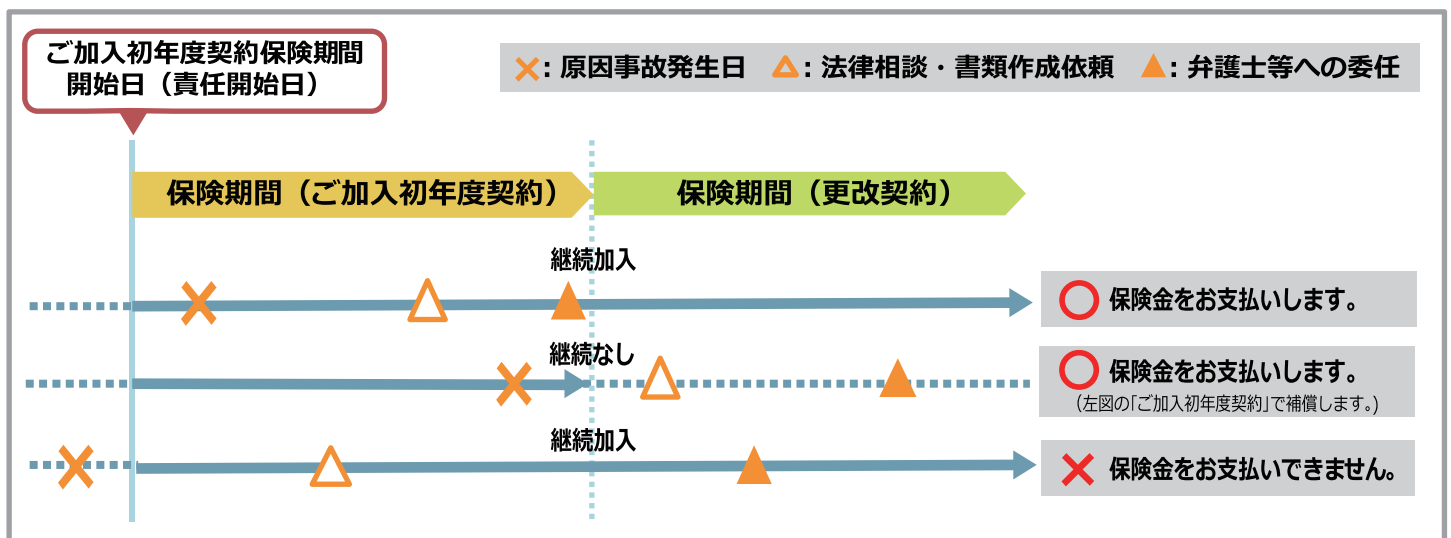 ご加入初年度契約保険期間
開始日（責任開始日）
×：原因事故発生日　△：法律相談・書類作成依頼　▲：弁護士等への委任
保険期間（ご加入初年度契約）
保険期間（更改契約）
継続加入
保険金をお支払いします。
継続なし
保険金をお支払いします。
（左図の「ご加入初年度契約」で補償します。）
継続加入
保険金をお支払いできません。